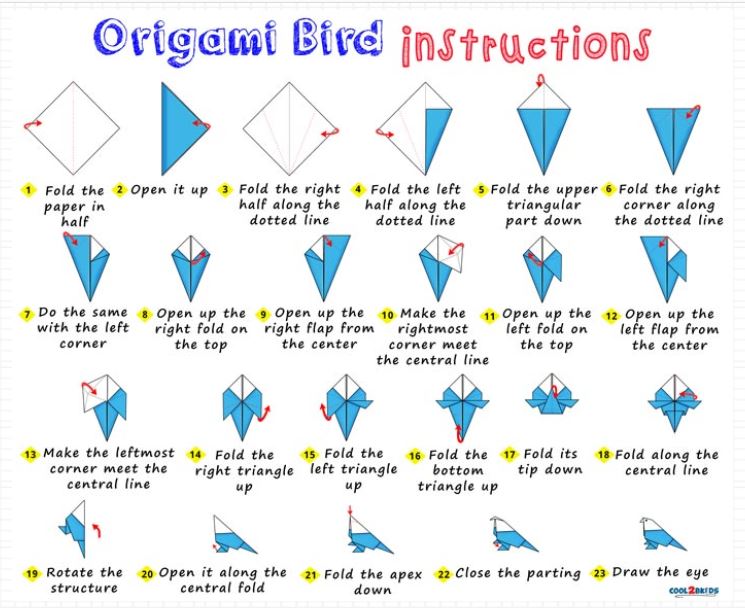 Origami Bird instructions
1 Fold the
paper in
half
2 Open it up
3 Fold the right
half along the
dotted line
4 Fold the left
half along the
dotted line
5 Fold the upper
triangular
part down
6 Fold the right
corner along
the dotted line
7 Do the same
with the left
corner
8 Open up the
right fold on
the top
9 Open up the
right flap from
the center
10 Make the
rightmost
corner meet
the central line
11 Open up the
left fold on
the top
12 Open up the
left flap from
the center
13 Make the leftmost
corner meet the
central line
14 Fold the
right triangle
up
15 Fold the
left triangle
up
16 Fold the
bottom
triangle up
17 Fold its
tip down
18 Fold along the
central line
19 Rotate the
structure
20 Open it along the
central fold
21 Fold the apex
down
22 Close the parting
23 Draw the eye
COOL2BKIDS